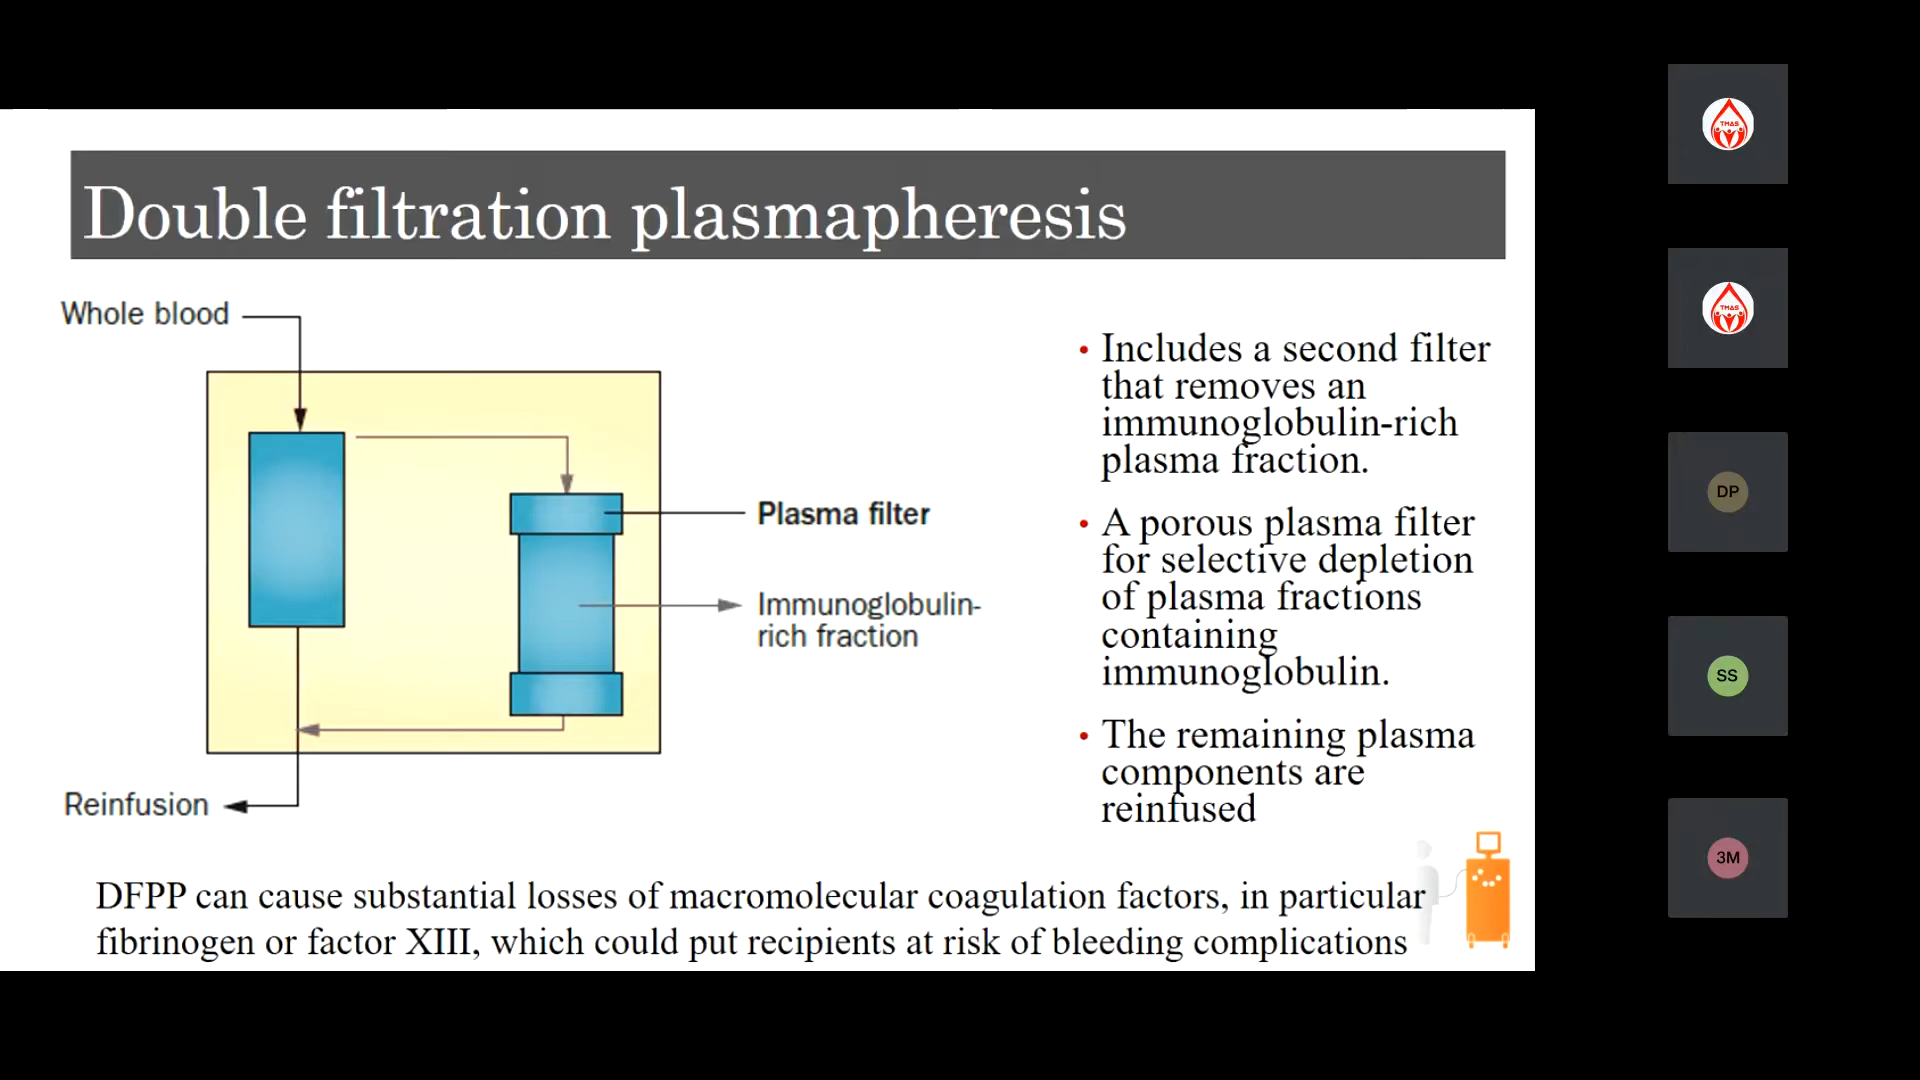 Double filtration plasmapheresis
Whole blood
Plasma filter
Immunoglobulin-
rich fraction
Reinfusion
• Includes a second filter
that removes an
immunoglobulin-rich
plasma fraction.
• A porous plasma filter
for selective depletion
of plasma fractions
containing
immunoglobulin.
• The remaining plasma
components are
reinfused
DFPP can cause substantial losses of macromolecular coagulation factors, in particular
fibrinogen or factor XIII, which could put recipients at risk of bleeding complications
TMAS
TMAS
DP
SS
3M